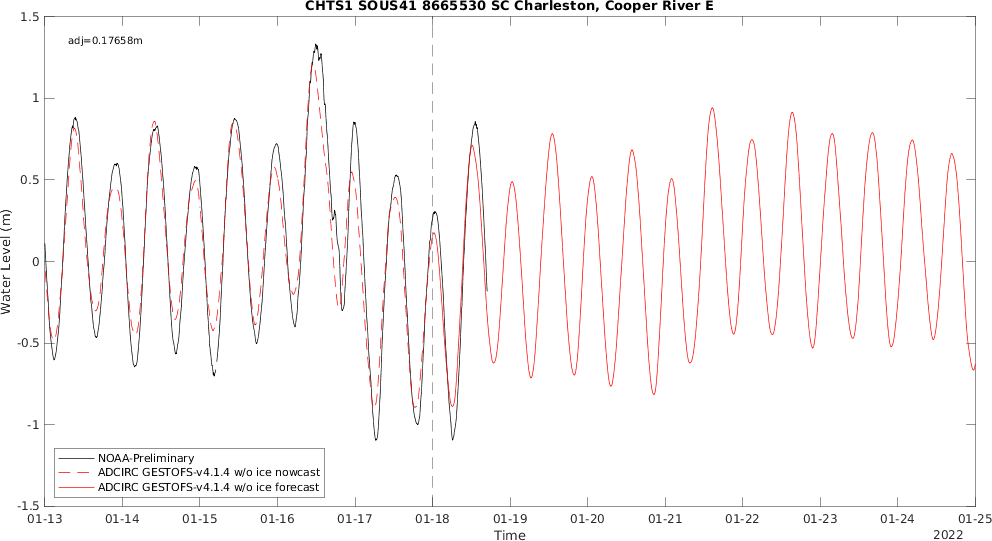 CHTS1 SOUS41 8665530 SC Charleston, Cooper River E
adj=0.17658m
1.5
1
0.5
0
-0.5
-1
-1.5
Water Level (m)
NOAA-Preliminary
ADCIRC GESTOFS-v4.1.4 w/o ice nowcast
ADCIRC GESTOFS-v4.1.4 w/o ice forecast
01-13 01-14 01-15 01-16 01-17 01-18 01-19 01-20 01-21 01-22 01-23 01-24 01-25
Time
2022